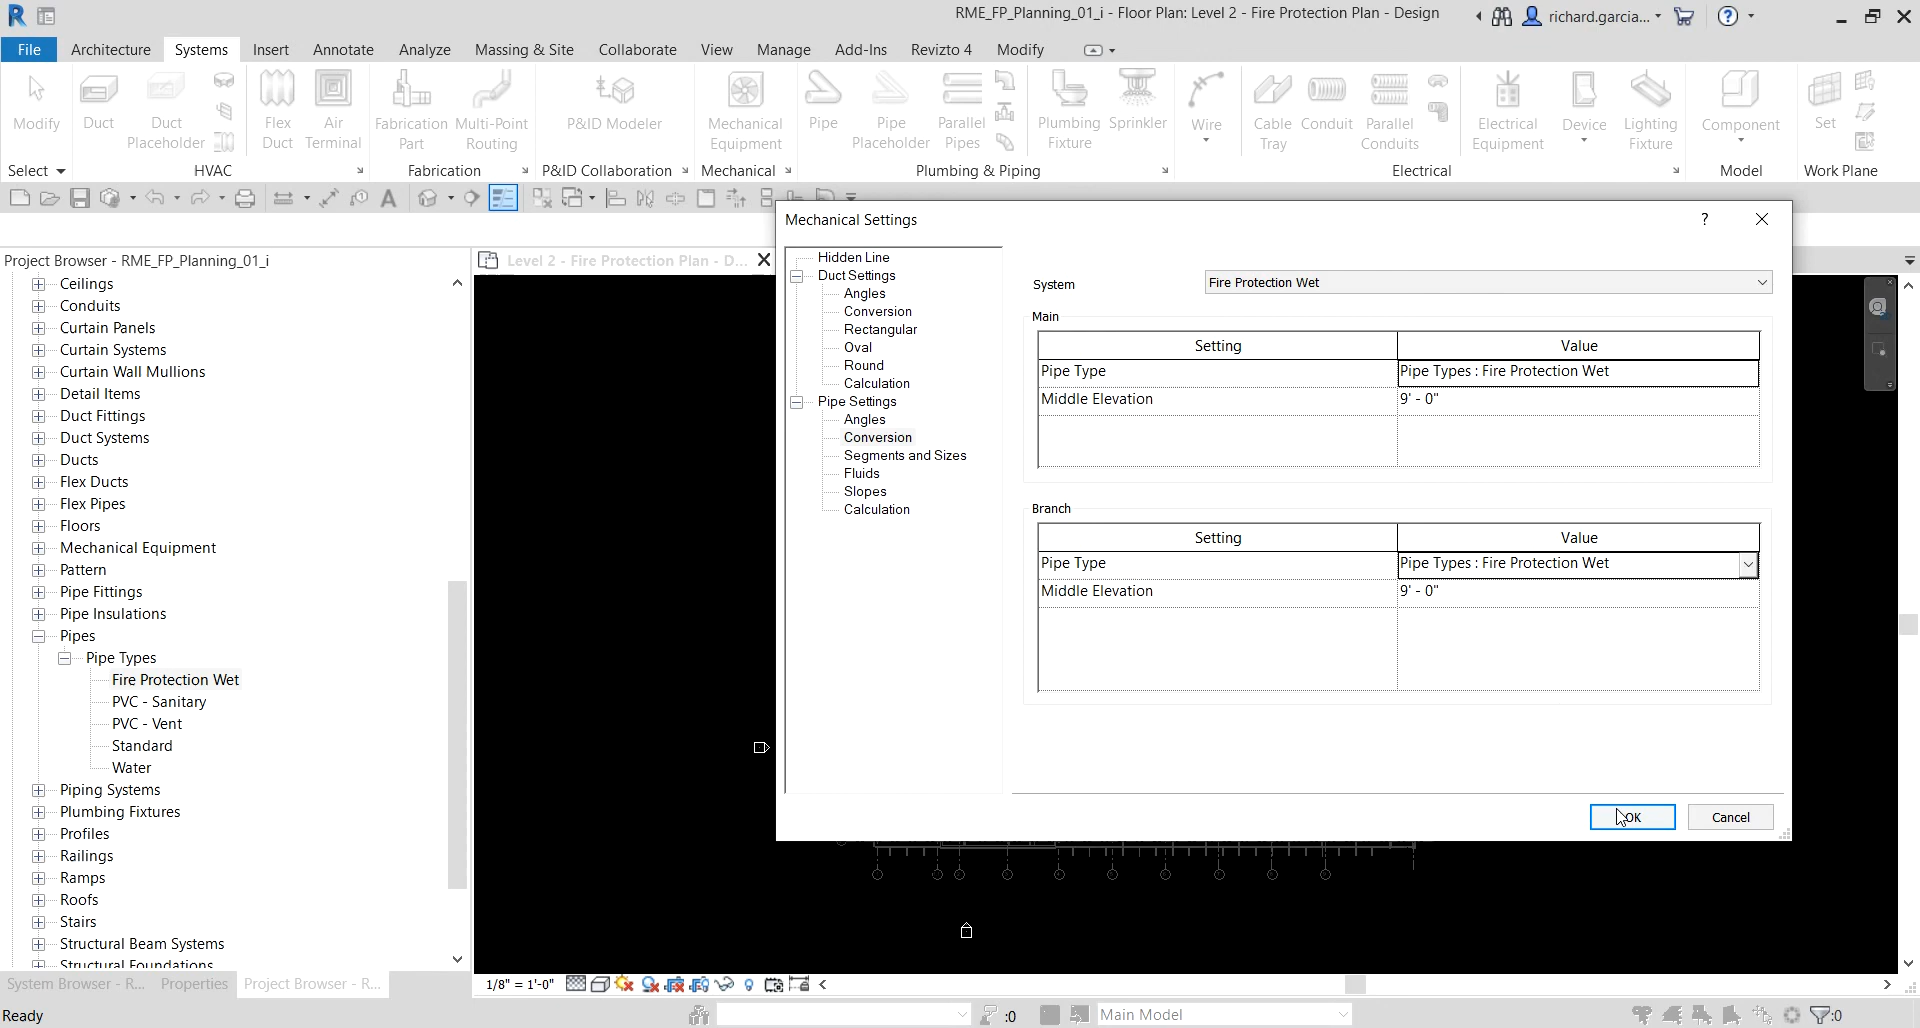 RME_FP_Planning_01_i - Floor Plan: Level 2 - Fire Protection Plan - Design
richard.garcia...
File Architecture Systems Insert Annotate Analyze Massing & Site Collaborate View Manage Add-Ins Revizto 4 Modify
Modify
Duct
Duct Placeholder
Flex Duct
Air Terminal
Fabrication Part
Multi-Point Routing
P&ID Modeler
Mechanical Equipment
Pipe
Pipe Placeholder
Parallel Pipes
Plumbing Fixture
Sprinkler
Wire
Cable Tray
Conduit
Parallel Conduits
Electrical Equipment
Device
Lighting Fixture
Component
Set
Select HVAC Fabrication P&ID Collaboration Mechanical Plumbing & Piping Electrical Model Work Plane
Project Browser - RME_FP_Planning_01_i
Ceilings
Conduits
Curtain Panels
Curtain Systems
Curtain Wall Mullions
Detail Items
Duct Fittings
Duct Systems
Ducts
Flex Ducts
Flex Pipes
Floors
Mechanical Equipment
Pattern
Pipe Fittings
Pipe Insulations
Pipes
Pipe Types
Fire Protection Wet
PVC - Sanitary
PVC - Vent
Standard
Water
Piping Systems
Plumbing Fixtures
Profiles
Railings
Ramps
Roofs
Stairs
Structural Beam Systems
Structural Foundations
System Browser - R... Properties Project Browser - R...
Level 2 - Fire Protection Plan - D...
Mechanical Settings
?
Hidden Line
Duct Settings
Angles
Conversion
Rectangular
Oval
Round
Calculation
Pipe Settings
Angles
Conversion
Segments and Sizes
Fluids
Slopes
Calculation
System Fire Protection Wet
Main
Setting Value
Pipe Type Pipe Types : Fire Protection Wet
Middle Elevation 9' - 0"
Branch
Setting Value
Pipe Type Pipe Types : Fire Protection Wet
Middle Elevation 9' - 0"
OK Cancel
1/8" = 1'-0"
Ready
:0
Main Model
:0